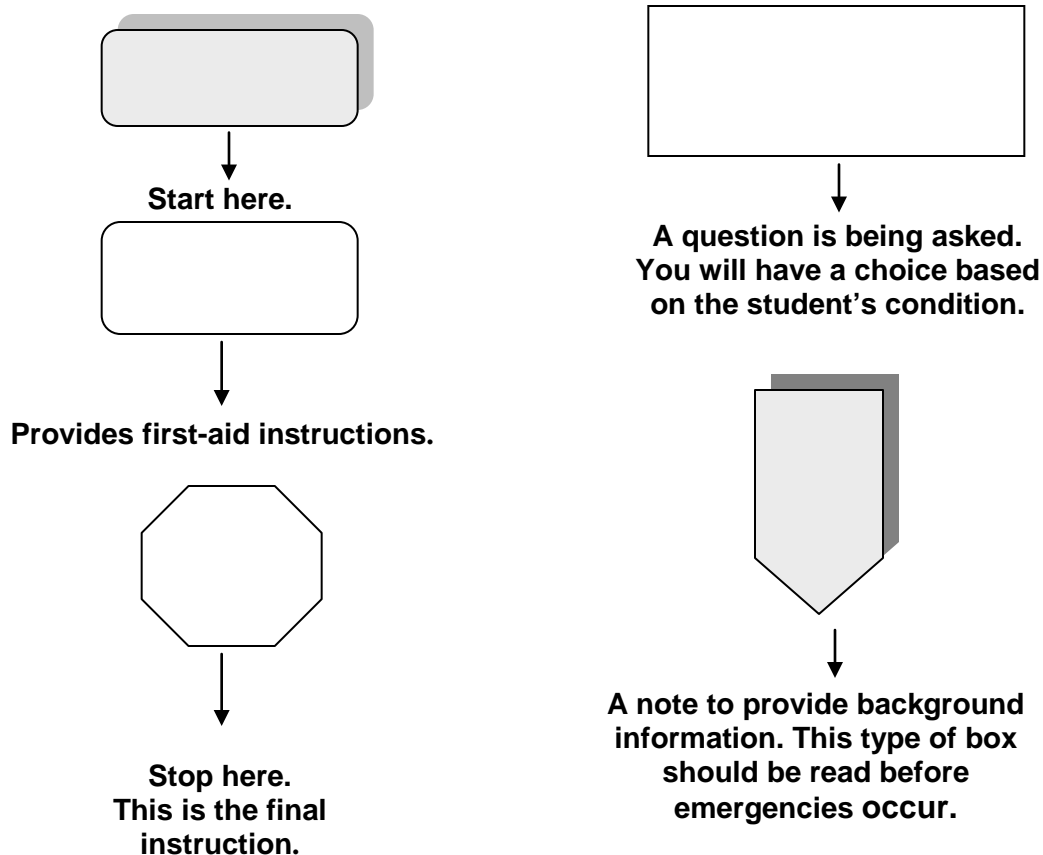 Start here.
Provides first-aid instructions.
Stop here.
This is the final
instruction.
A question is being asked.
You will have a choice based
on the student’s condition.
A note to provide background
information. This type of box
should be read before
emergencies occur.